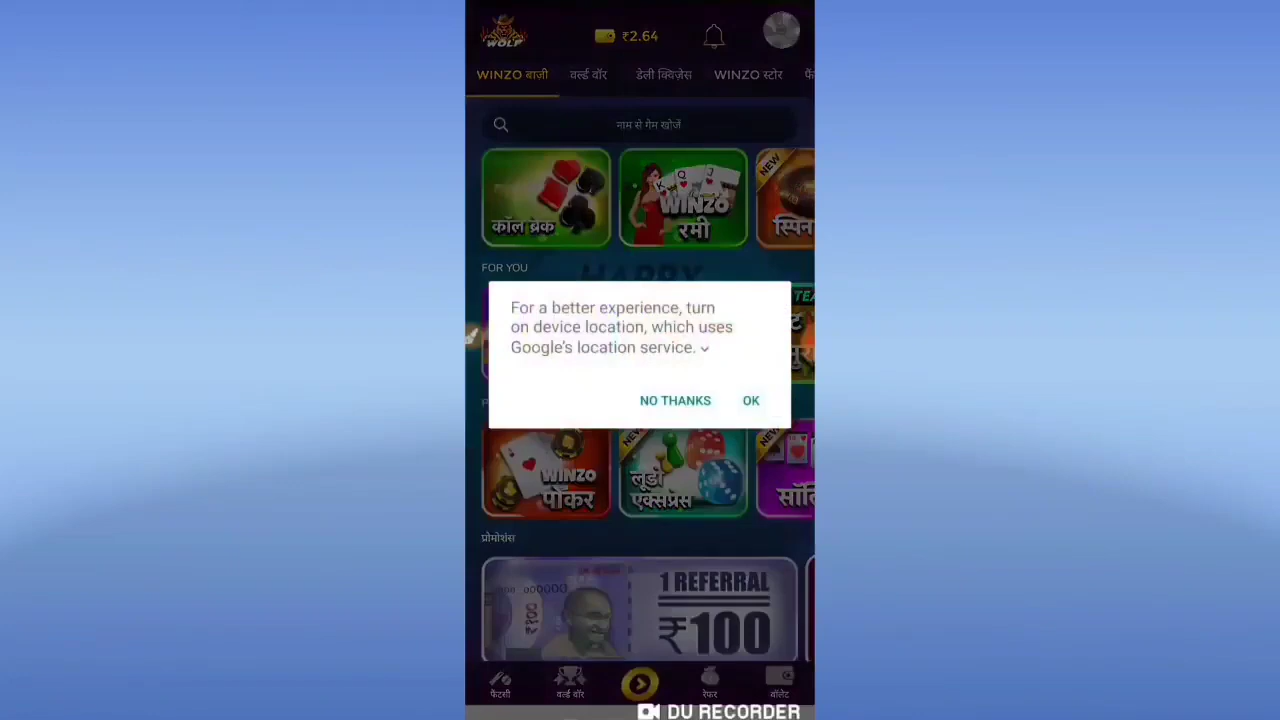 WOLF
₹2.64
WINZO बाज़ी वर्ल्ड वॉर डेली क्विज़ेस WINZO स्टोर
नाम से गेम खोजें
NEW
K Q J
WINZO
कॉल ब्रेक रमी स्पिन
FOR YOU
HAPPY
For a better experience, turn
on device location, which uses
Google's location service.
NO THANKS OK
NEW NEW
WINZO लूडो
पोकर एक्सप्रेस
प्रोमोशंस
1 REFERRAL
₹100
फैंटसी वर्ल्ड वॉर रेफर वॉलेट
DU RECORDER